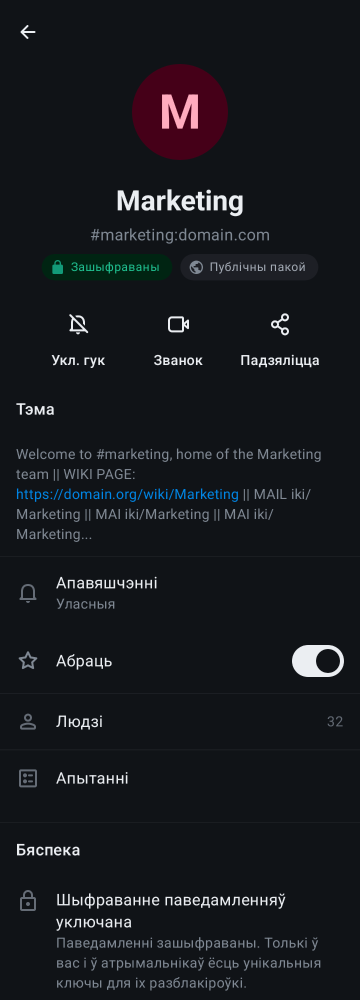 M
Marketing
#marketing:domain.com
Зашыфраваны
Публічны пакой
Укл. гук
Званок
Падзяліцца
Тэма
Welcome to #marketing, home of the Marketing
team || WIKI PAGE:
https://domain.org/wiki/Marketing || MAIL iki/
Marketing || MAI iki/Marketing || MAI iki/
Marketing...
Апавяшчэнні
Уласныя
Абраць
Людзі
32
Апытанні
Бяспека
Шыфраванне паведамленняў
уключана
Паведамленні зашыфраваны. Толькі ў
вас і ў атрымальнікаў ёсць унікальныя
ключы для іх разблакіроўкі.